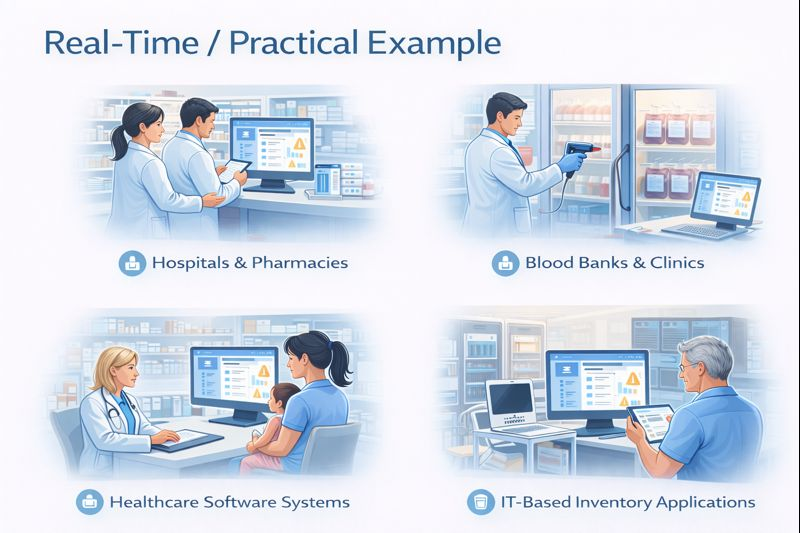 Real-Time / Practical Example
Hospitals & Pharmacies
Blood Banks & Clinics
Healthcare Software Systems
IT-Based Inventory Applications